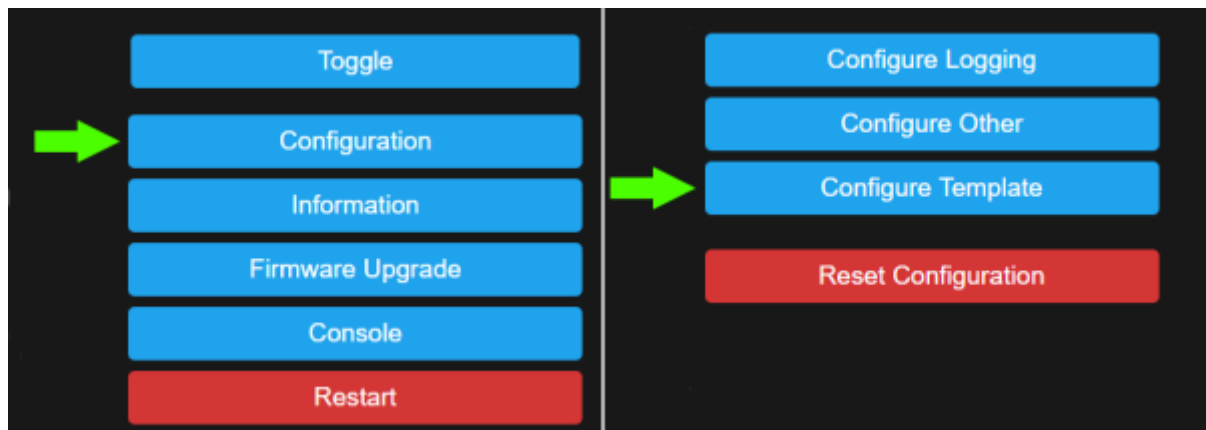 Toggle
Configuration
Information
Firmware Upgrade
Console
Restart
Configure Logging
Configure Other
Configure Template
Reset Configuration